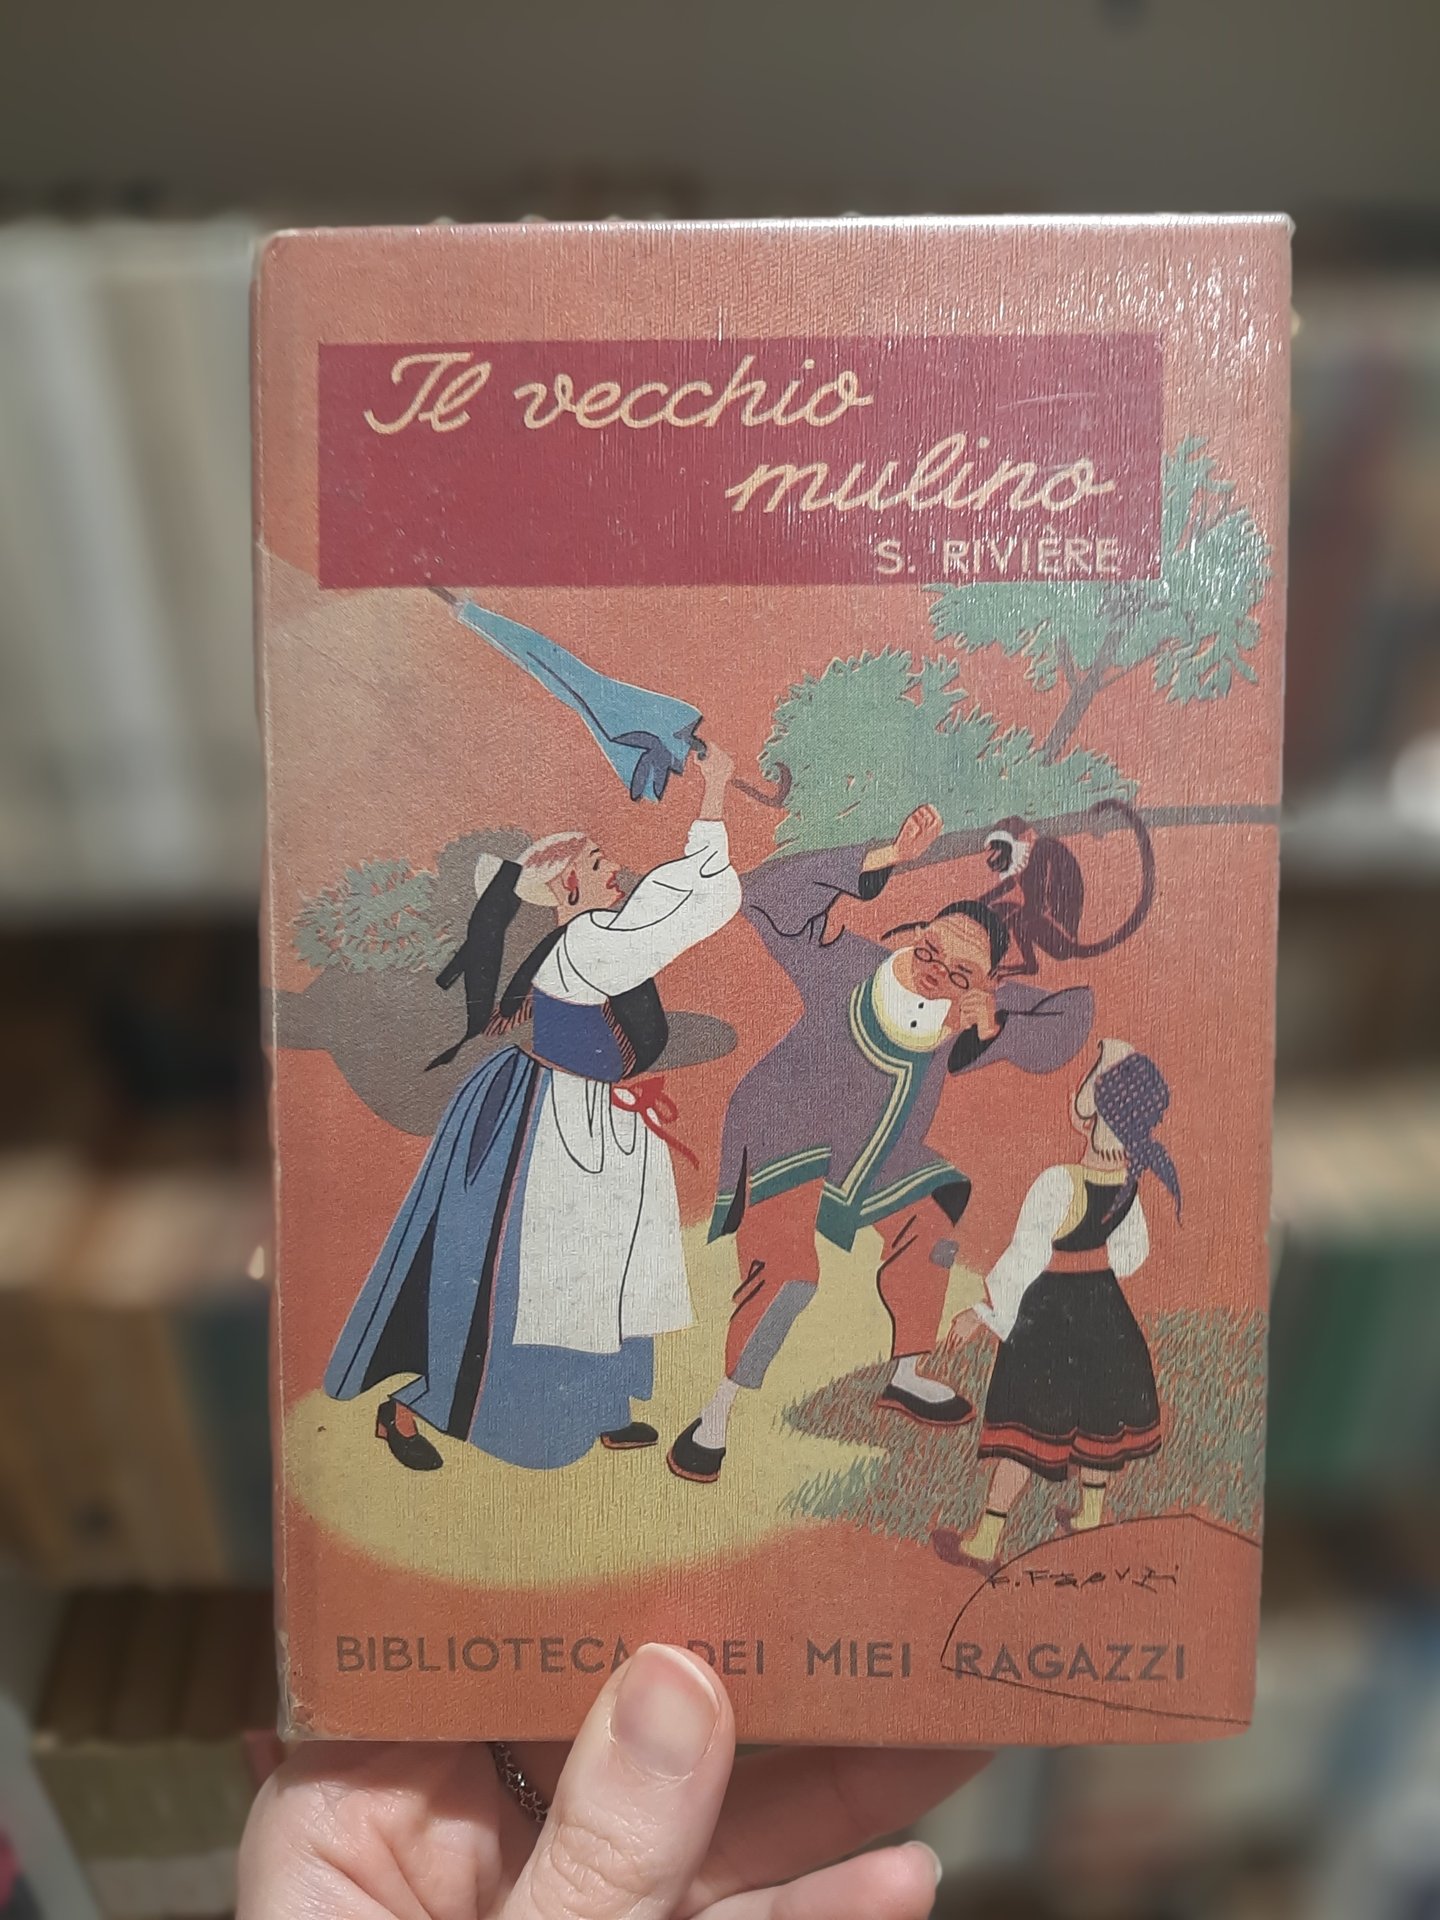 Il vecchio
mulino
S. RIVIÈRE
BIBLIOTECA DEI MIEI RAGAZZI